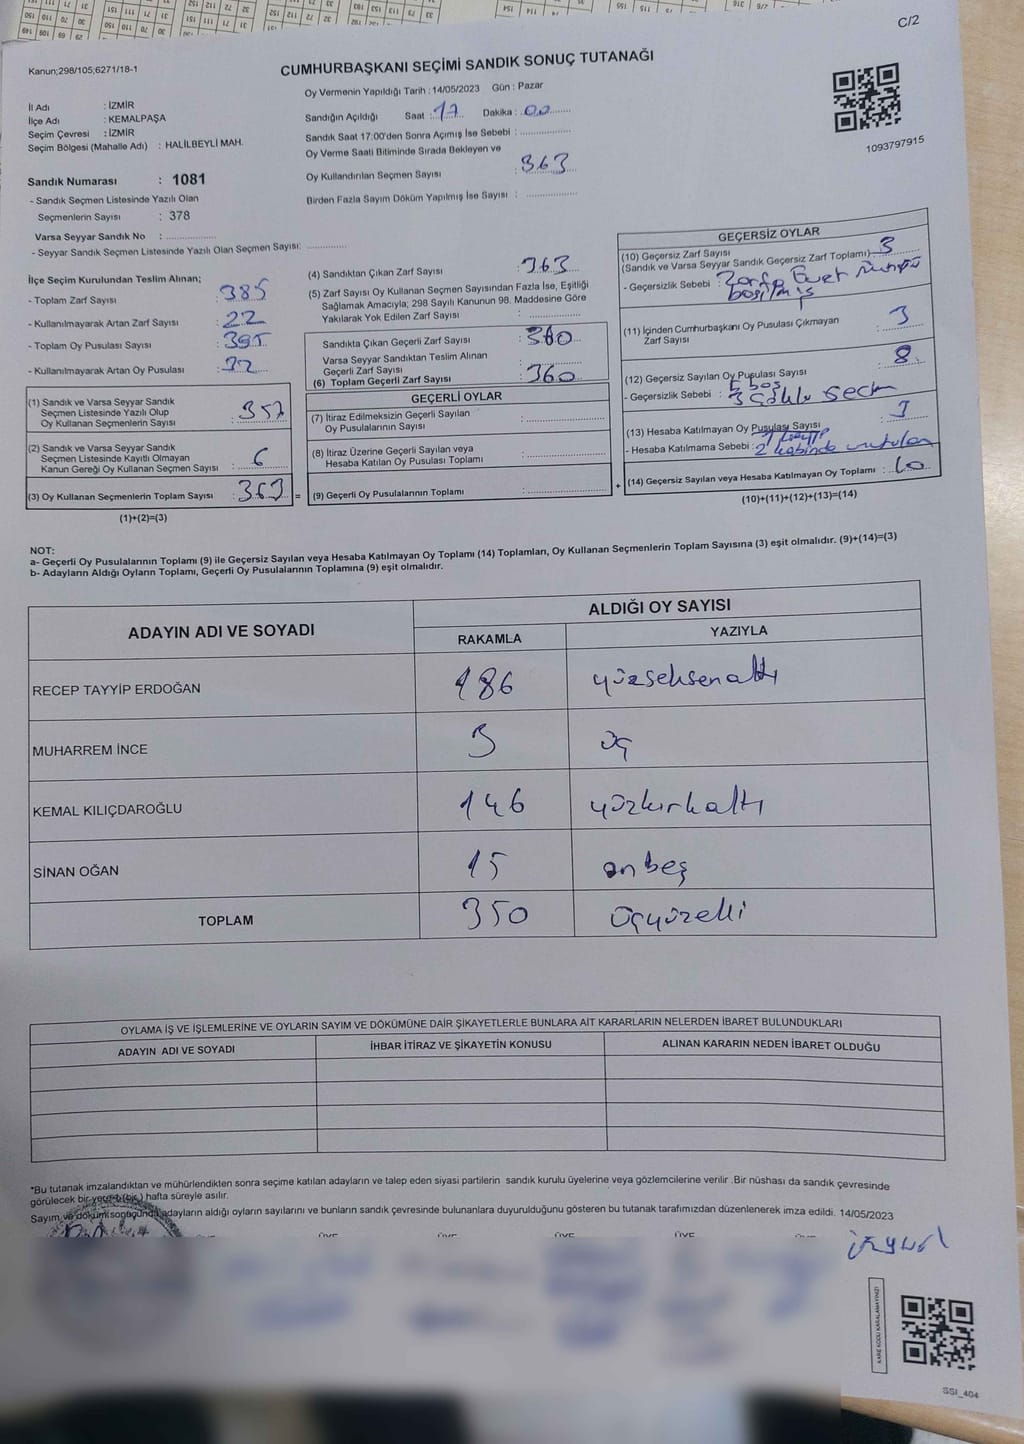 C/2
Kanun;298/105;6271/18-1
CUMHURBAŞKANI SEÇİMİ SANDIK SONUÇ TUTANAĞI
İl Adı : İZMİR
İlçe Adı : KEMALPAŞA
Seçim Çevresi : İZMİR
Seçim Bölgesi (Mahalle Adı) : HALİLBEYLİ MAH.
Sandık Numarası : 1081
- Sandık Seçmen Listesinde Yazılı Olan
Seçmenlerin Sayısı : 378
Varsa Seyyar Sandık No :
- Seyyar Sandık Seçmen Listesinde Yazılı Olan Seçmen Sayısı:
Oy Vermenin Yapıldığı Tarih : 14/05/2023 Gün : Pazar
Sandığın Açıldığı Saat : 17 Dakika : 00
Sandık Saat 17:00'den Sonra Açımış İse Sebebi :
Oy Verme Saati Bitiminde Sırada Bekleyen ve
Oy Kullandırılan Seçmen Sayısı : 363
Birden Fazla Sayım Döküm Yapılmış İse Sayısı :
1093797915
İlçe Seçim Kurulundan Teslim Alınan;
- Toplam Zarf Sayısı : 385
- Kullanılmayarak Artan Zarf Sayısı : 22
- Toplam Oy Pusulası Sayısı : 395
- Kullanılmayarak Artan Oy Pusulası : 32
(1) Sandık ve Varsa Seyyar Sandık
Seçmen Listesinde Yazılı Olup
Oy Kullanan Seçmenlerin Sayısı : 357
(2) Sandık ve Varsa Seyyar Sandık
Seçmen Listesinde Kayıtlı Olmayan
Kanun Gereği Oy Kullanan Seçmen Sayısı : 6
(3) Oy Kullanan Seçmenlerin Toplam Sayısı : 363 =
(1)+(2)=(3)
(4) Sandıktan Çıkan Zarf Sayısı : 363
(5) Zarf Sayısı Oy Kullanan Seçmen Sayısından Fazla İse, Eşitliği
Sağlamak Amacıyla; 298 Sayılı Kanunun 98. Maddesine Göre
Yakılarak Yok Edilen Zarf Sayısı :
Sandıkta Çıkan Geçerli Zarf Sayısı : 360
Varsa Seyyar Sandıktan Teslim Alınan
Geçerli Zarf Sayısı :
(6) Toplam Geçerli Zarf Sayısı : 360
GEÇERLİ OYLAR
(7) İtiraz Edilmeksizin Geçerli Sayılan
Oy Pusulalarının Sayısı :
(8) İtiraz Üzerine Geçerli Sayılan veya
Hesaba Katılan Oy Pusulası Toplamı :
(9) Geçerli Oy Pusulalarının Toplamı : +
GEÇERSİZ OYLAR
(10) Geçersiz Zarf Sayısı
(Sandık ve Varsa Seyyar Sandık Geçersiz Zarf Toplamı) : 3
- Geçersizlik Sebebi : Zarfa Evet mührü
basılmış
(11) İçinden Cumhurbaşkanı Oy Pusulası Çıkmayan
Zarf Sayısı : 3
(12) Geçersiz Sayılan Oy Pusulası Sayısı : 8
- Geçersizlik Sebebi : 5 boş
3 çoklu seçim
(13) Hesaba Katılmayan Oy Pusulası Sayısı : 3
- Hesaba Katılmama Sebebi : 1 kayıp
2 kabinde unutulan
(14) Geçersiz Sayılan veya Hesaba Katılmayan Oy Toplamı : 10
(10)+(11)+(12)+(13)=(14)
NOT:
a- Geçerli Oy Pusulalarının Toplamı (9) ile Geçersiz Sayılan veya Hesaba Katılmayan Oy Toplamı (14) Toplamları, Oy Kullanan Seçmenlerin Toplam Sayısına (3) eşit olmalıdır. (9)+(14)=(3)
b- Adayların Aldığı Oyların Toplamı, Geçerli Oy Pusulalarının Toplamına (9) eşit olmalıdır.
ADAYIN ADI VE SOYADI ALDIĞI OY SAYISI
RAKAMLA YAZIYLA
RECEP TAYYİP ERDOĞAN 186 yüzseksenaltı
MUHARREM İNCE 3 üç
KEMAL KILIÇDAROĞLU 146 yüzkırkaltı
SİNAN OĞAN 15 onbeş
TOPLAM 350 üçyüzelli
OYLAMA İŞ VE İŞLEMLERİNE VE OYLARIN SAYIM VE DÖKÜMÜNE DAİR ŞİKAYETLERLE BUNLARA AİT KARARLARIN NELERDEN İBARET BULUNDUKLARI
ADAYIN ADI VE SOYADI İHBAR İTİRAZ VE ŞİKAYETİN KONUSU ALINAN KARARIN NEDEN İBARET OLDUĞU
*Bu tutanak imzalandıktan ve mühürlendikten sonra seçime katılan adayların ve talep eden siyasi partilerin sandık kurulu üyelerine veya gözlemcilerine verilir .Bir nüshası da sandık çevresinde
görülecek bir yere (bir ) hafta süreyle asılır.
Sayım ve döküm sonucunda adayların aldığı oyların sayılarını ve bunların sandık çevresinde bulunanlara duyurulduğunu gösteren bu tutanak tarafımızdan düzenlenerek imza edildi. 14/05/2023
KARE KODU KARALAMAYINIZ!
SSI_404